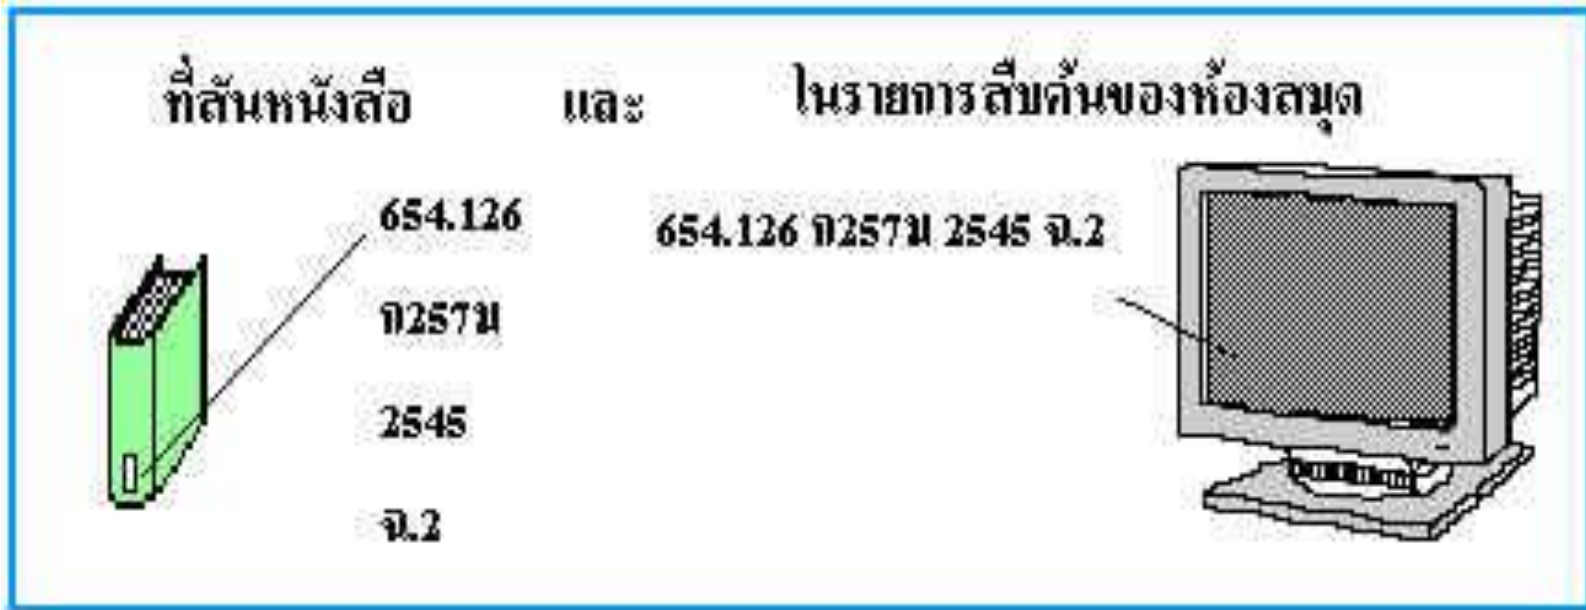 ที่สันหนังสือ และ ในรายการสืบค้นของห้องสมุด
654.126
ก257ม
2545
ฉ.2
654.126 ก257ม 2545 ฉ.2